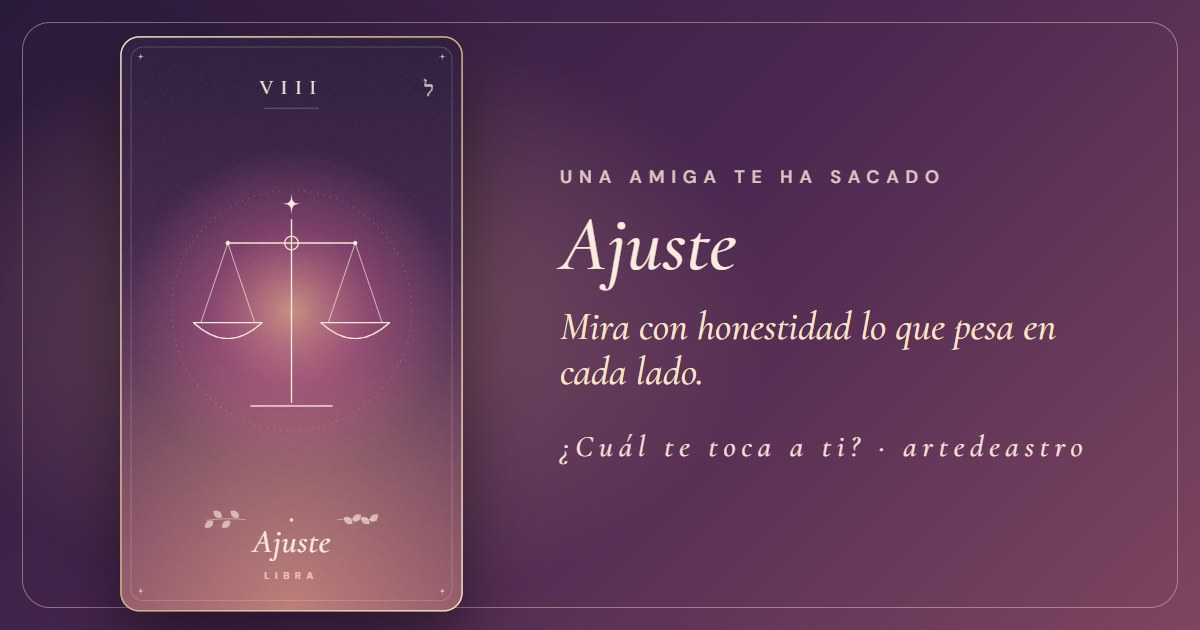 VIII
ל
Ajuste
LIBRA
UNA AMIGA TE HA SACADO
Ajuste
Mira con honestidad lo que pesa en
cada lado.
¿Cuál te toca a ti? · artedeastro